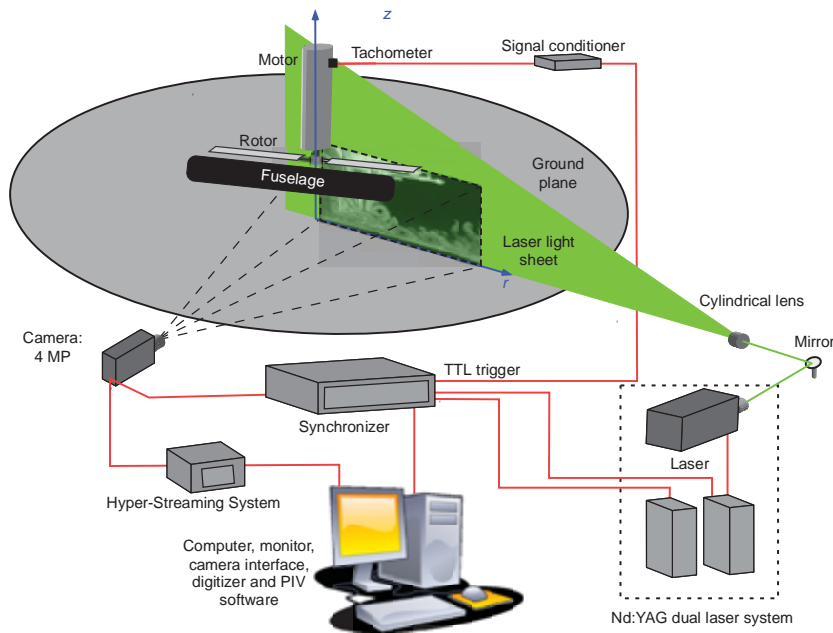 z
Signal conditioner
Motor
Tachometer
Rotor
Fuselage
Ground
plane
Laser light
sheet
r
Cylindrical lens
Mirror
Camera:
4 MP
TTL trigger
Synchronizer
Laser
Hyper-Streaming System
Computer, monitor,
camera interface,
digitizer and PIV
software
Nd:YAG dual laser system